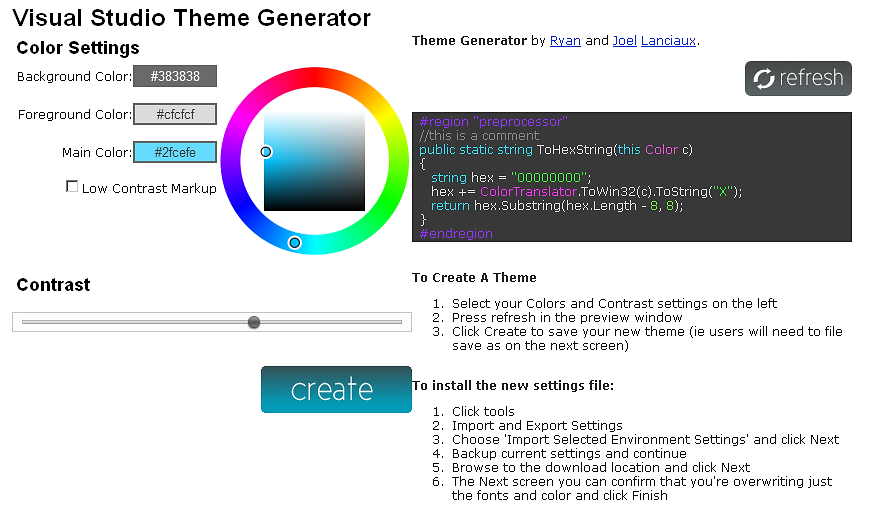 Visual Studio Theme Generator
Color Settings
Background Color: #383838
Foreground Color: #cfcfcf
Main Color: #2fcefe
Low Contrast Markup
Contrast
create
Theme Generator by Ryan and Joel Lanciaux.
refresh
#region "preprocessor"
//this is a comment
public static string ToHexString(this Color c)
{
string hex = "00000000";
hex += ColorTranslator.ToWin32(c).ToString("X");
return hex.Substring(hex.Length - 8, 8);
}
#endregion
To Create A Theme
1. Select your Colors and Contrast settings on the left
2. Press refresh in the preview window
3. Click Create to save your new theme (ie users will need to file
save as on the next screen)
To install the new settings file:
1. Click tools
2. Import and Export Settings
3. Choose 'Import Selected Environment Settings' and click Next
4. Backup current settings and continue
5. Browse to the download location and click Next
6. The Next screen you can confirm that you're overwriting just
the fonts and color and click Finish